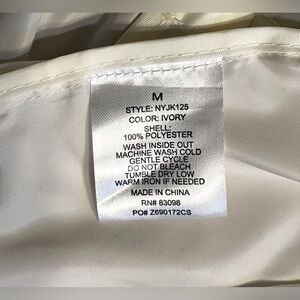 M
STYLE: NYJK125
COLOR: IVORY
SHELL:
100% POLYESTER
WASH INSIDE OUT
MACHINE WASH COLD
GENTLE CYCLE
DO NOT BLEACH
TUMBLE DRY LOW
WARM IRON IF NEEDED
MADE IN CHINA
RN# 83098
PO# Z690172CS